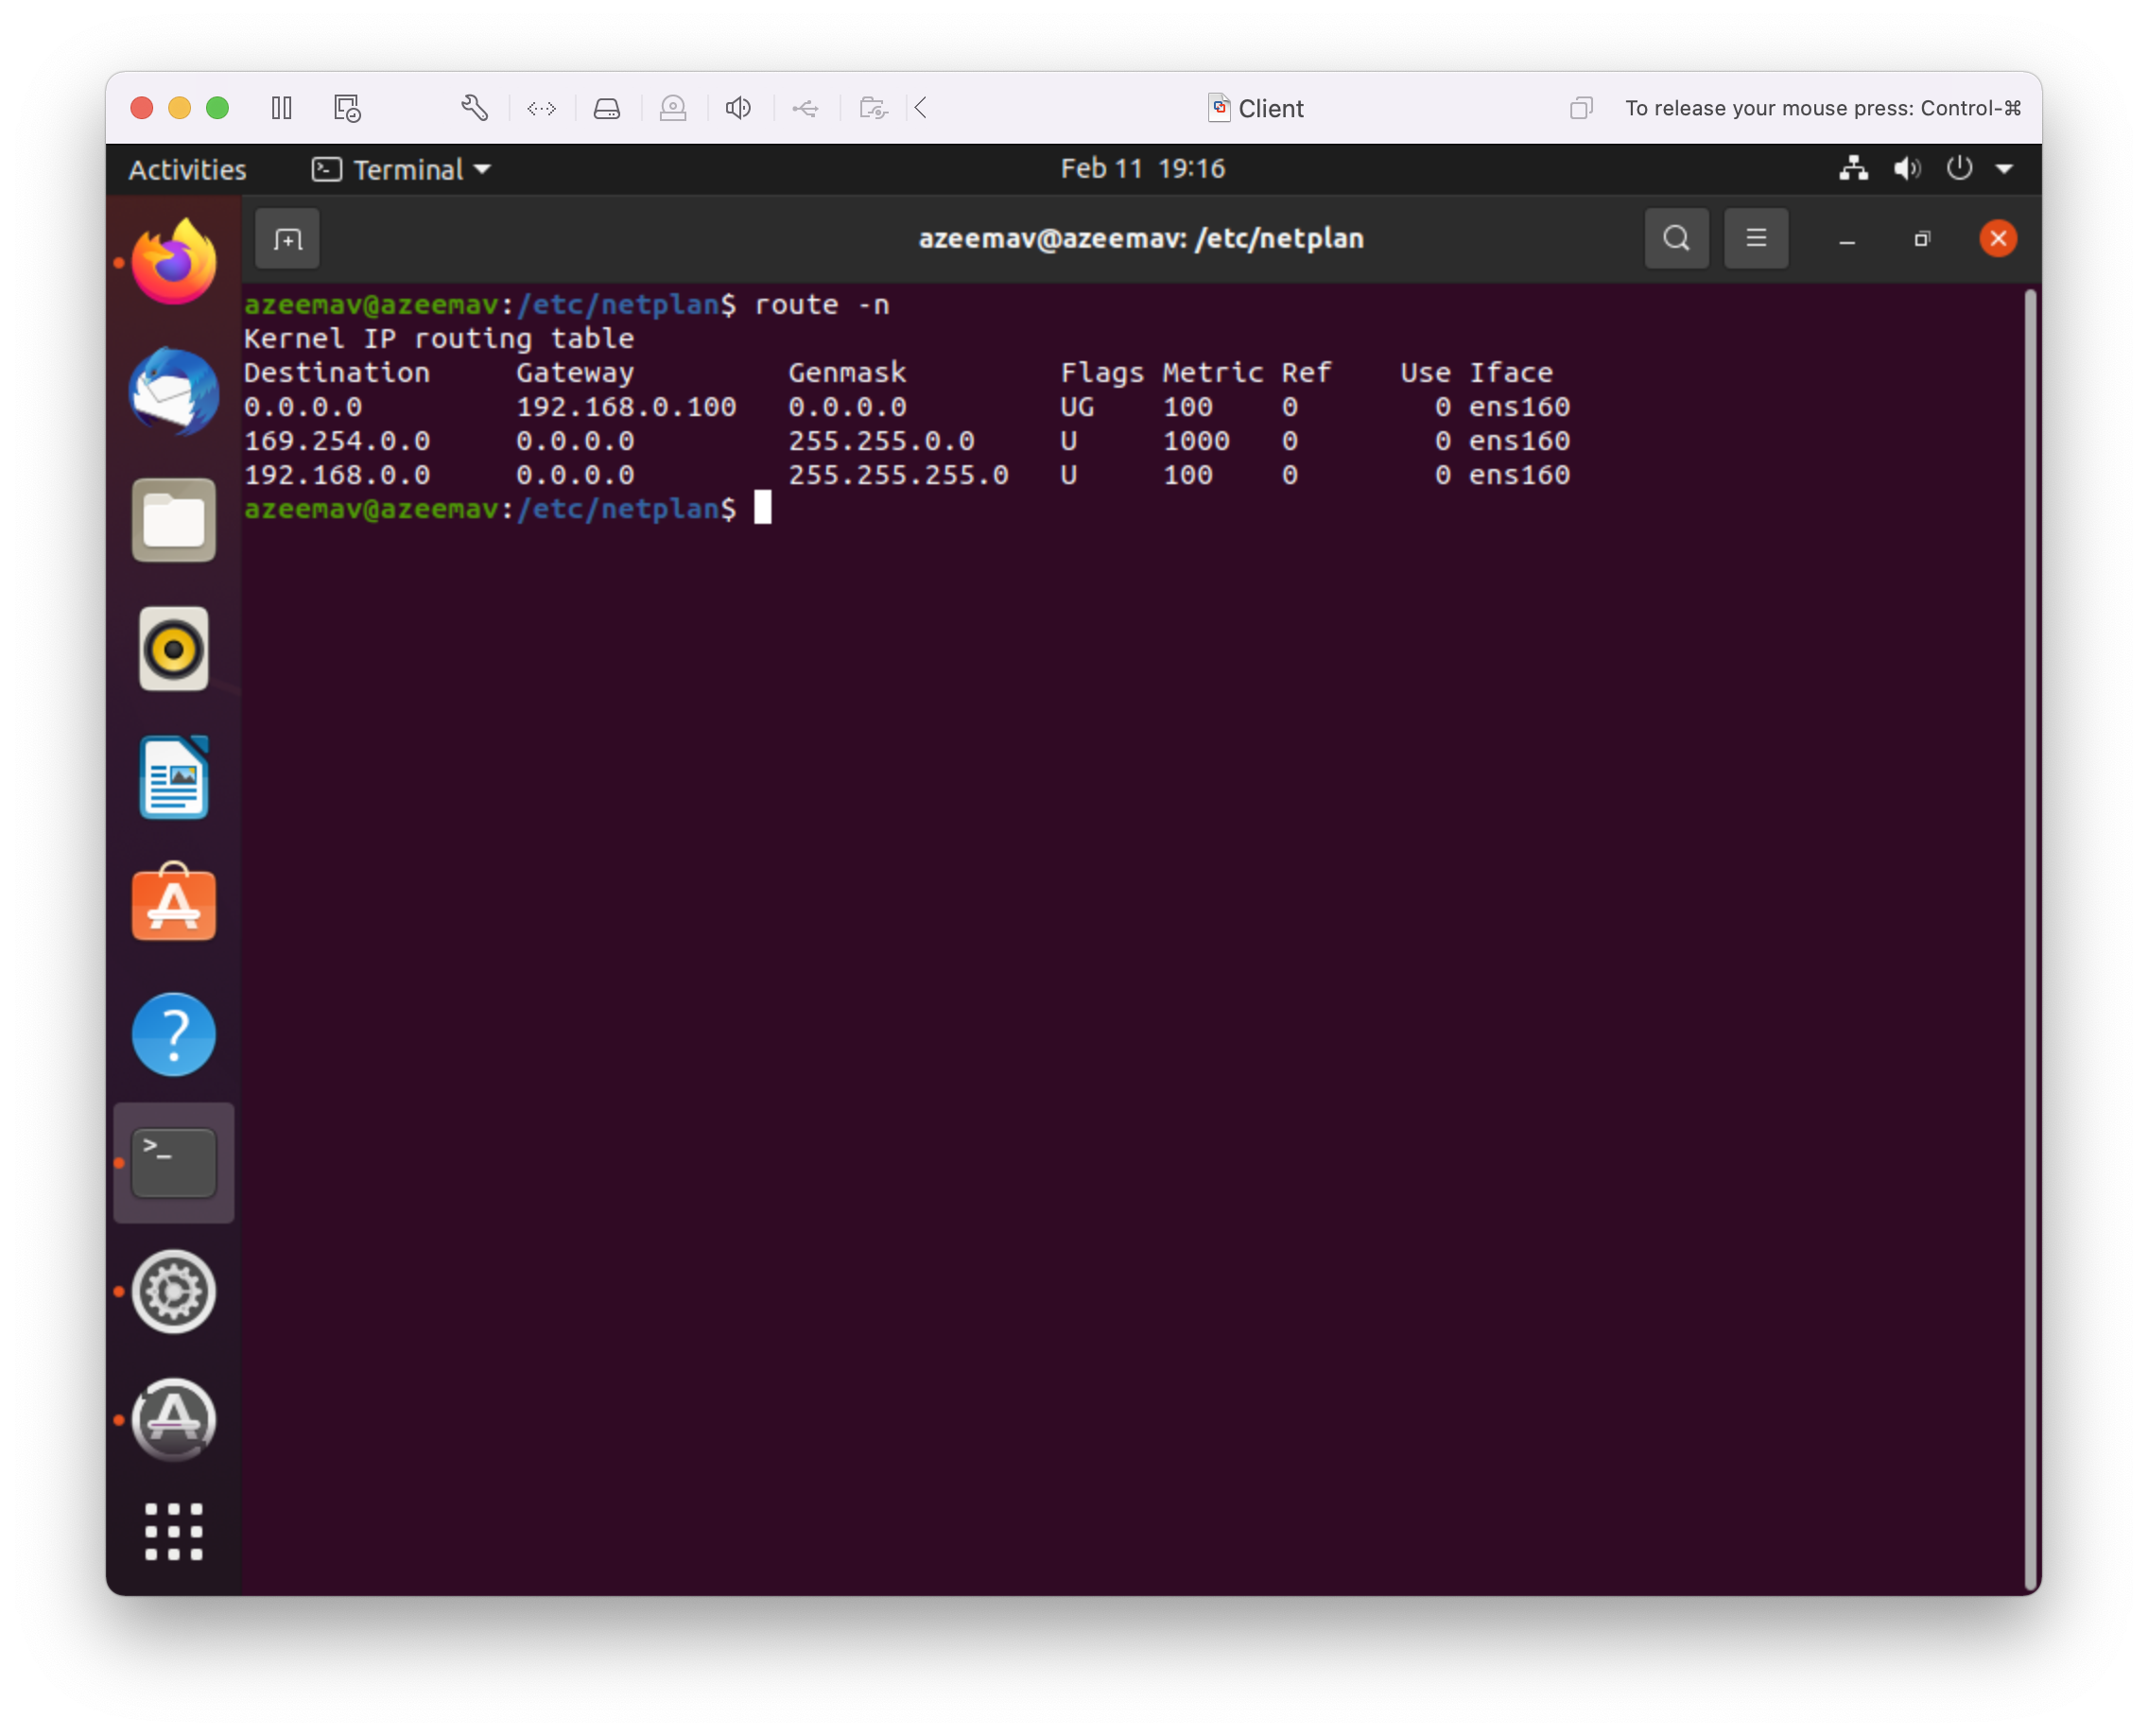 Client
To release your mouse press: Control-⌘
Activities
Terminal
Feb 11 19:16
azeemav@azeemav: /etc/netplan
azeemav@azeemav:/etc/netplan$ route -n
Kernel IP routing table
Destination     Gateway         Genmask         Flags Metric Ref    Use Iface
0.0.0.0         192.168.0.100   0.0.0.0         UG    100    0        0 ens160
169.254.0.0     0.0.0.0         255.255.0.0     U     1000   0        0 ens160
192.168.0.0     0.0.0.0         255.255.255.0   U     100    0        0 ens160
azeemav@azeemav:/etc/netplan$